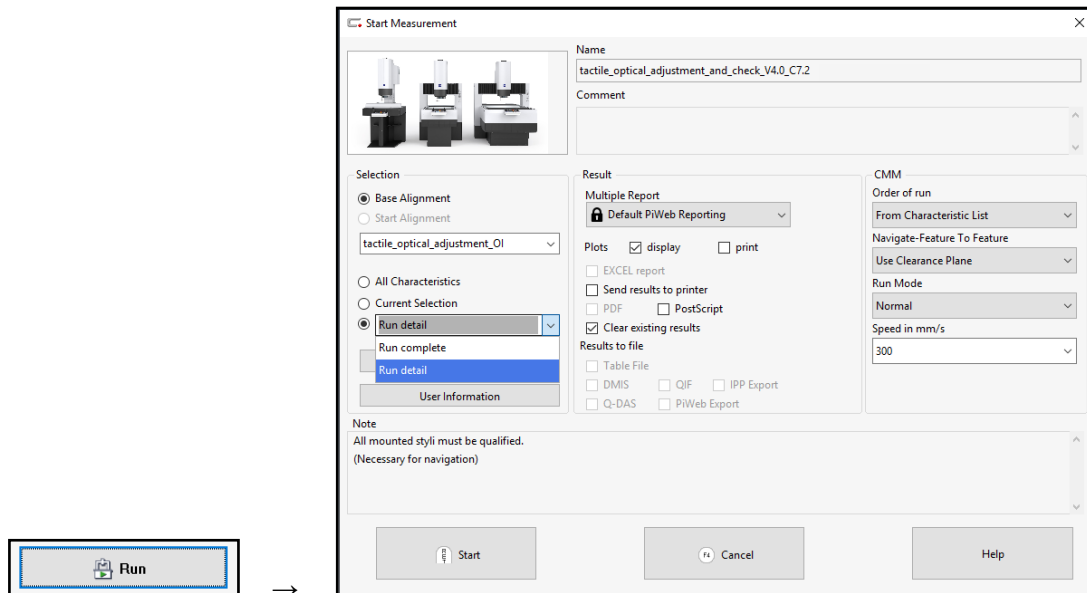 Start Measurement
Name
tactile_optical_adjustment_and_check_V4.0_C7.2
Comment
Selection
Base Alignment
Start Alignment
tactile_optical_adjustment_OI
All Characteristics
Current Selection
Run detail
Run complete
Run detail
User Information
Result
Multiple Report
Default PiWeb Reporting
Plots display print
EXCEL report
Send results to printer
PDF PostScript
Clear existing results
Results to file
Table File
DMIS QIF IPP Export
Q-DAS PiWeb Export
CMM
Order of run
From Characteristic List
Navigate-Feature To Feature
Use Clearance Plane
Run Mode
Normal
Speed in mm/s
300
Note
All mounted styli must be qualified.
(Necessary for navigation)
Run
→
Start Cancel Help